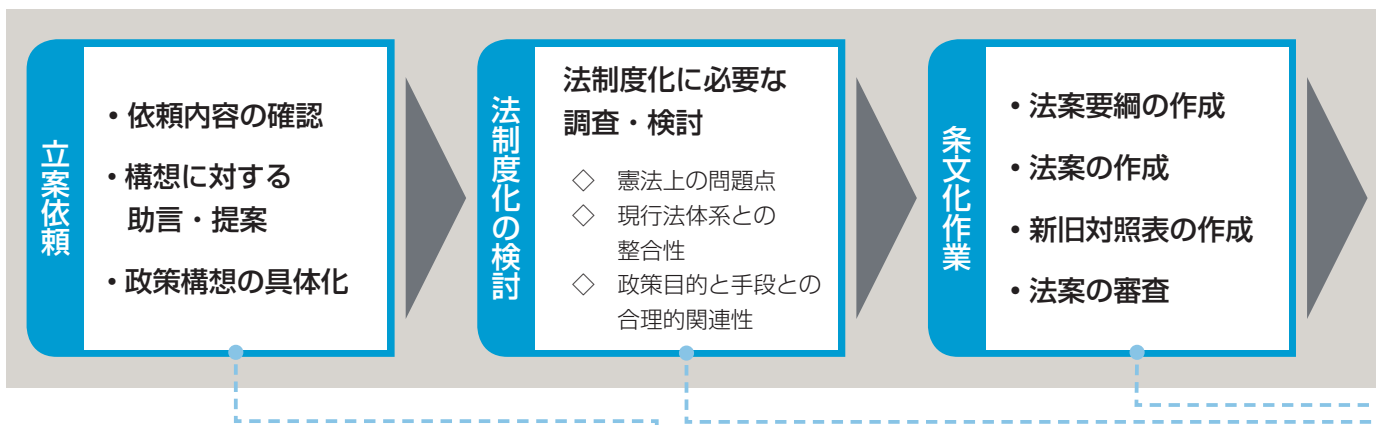 立案依頼
・依頼内容の確認
・構想に対する
助言・提案
・政策構想の具体化
法制度化の検討
法制度化に必要な
調査・検討
◇ 憲法上の問題点
◇ 現行法体系との
整合性
◇ 政策目的と手段との
合理的関連性
条文化作業
・法案要綱の作成
・法案の作成
・新旧対照表の作成
・法案の審査